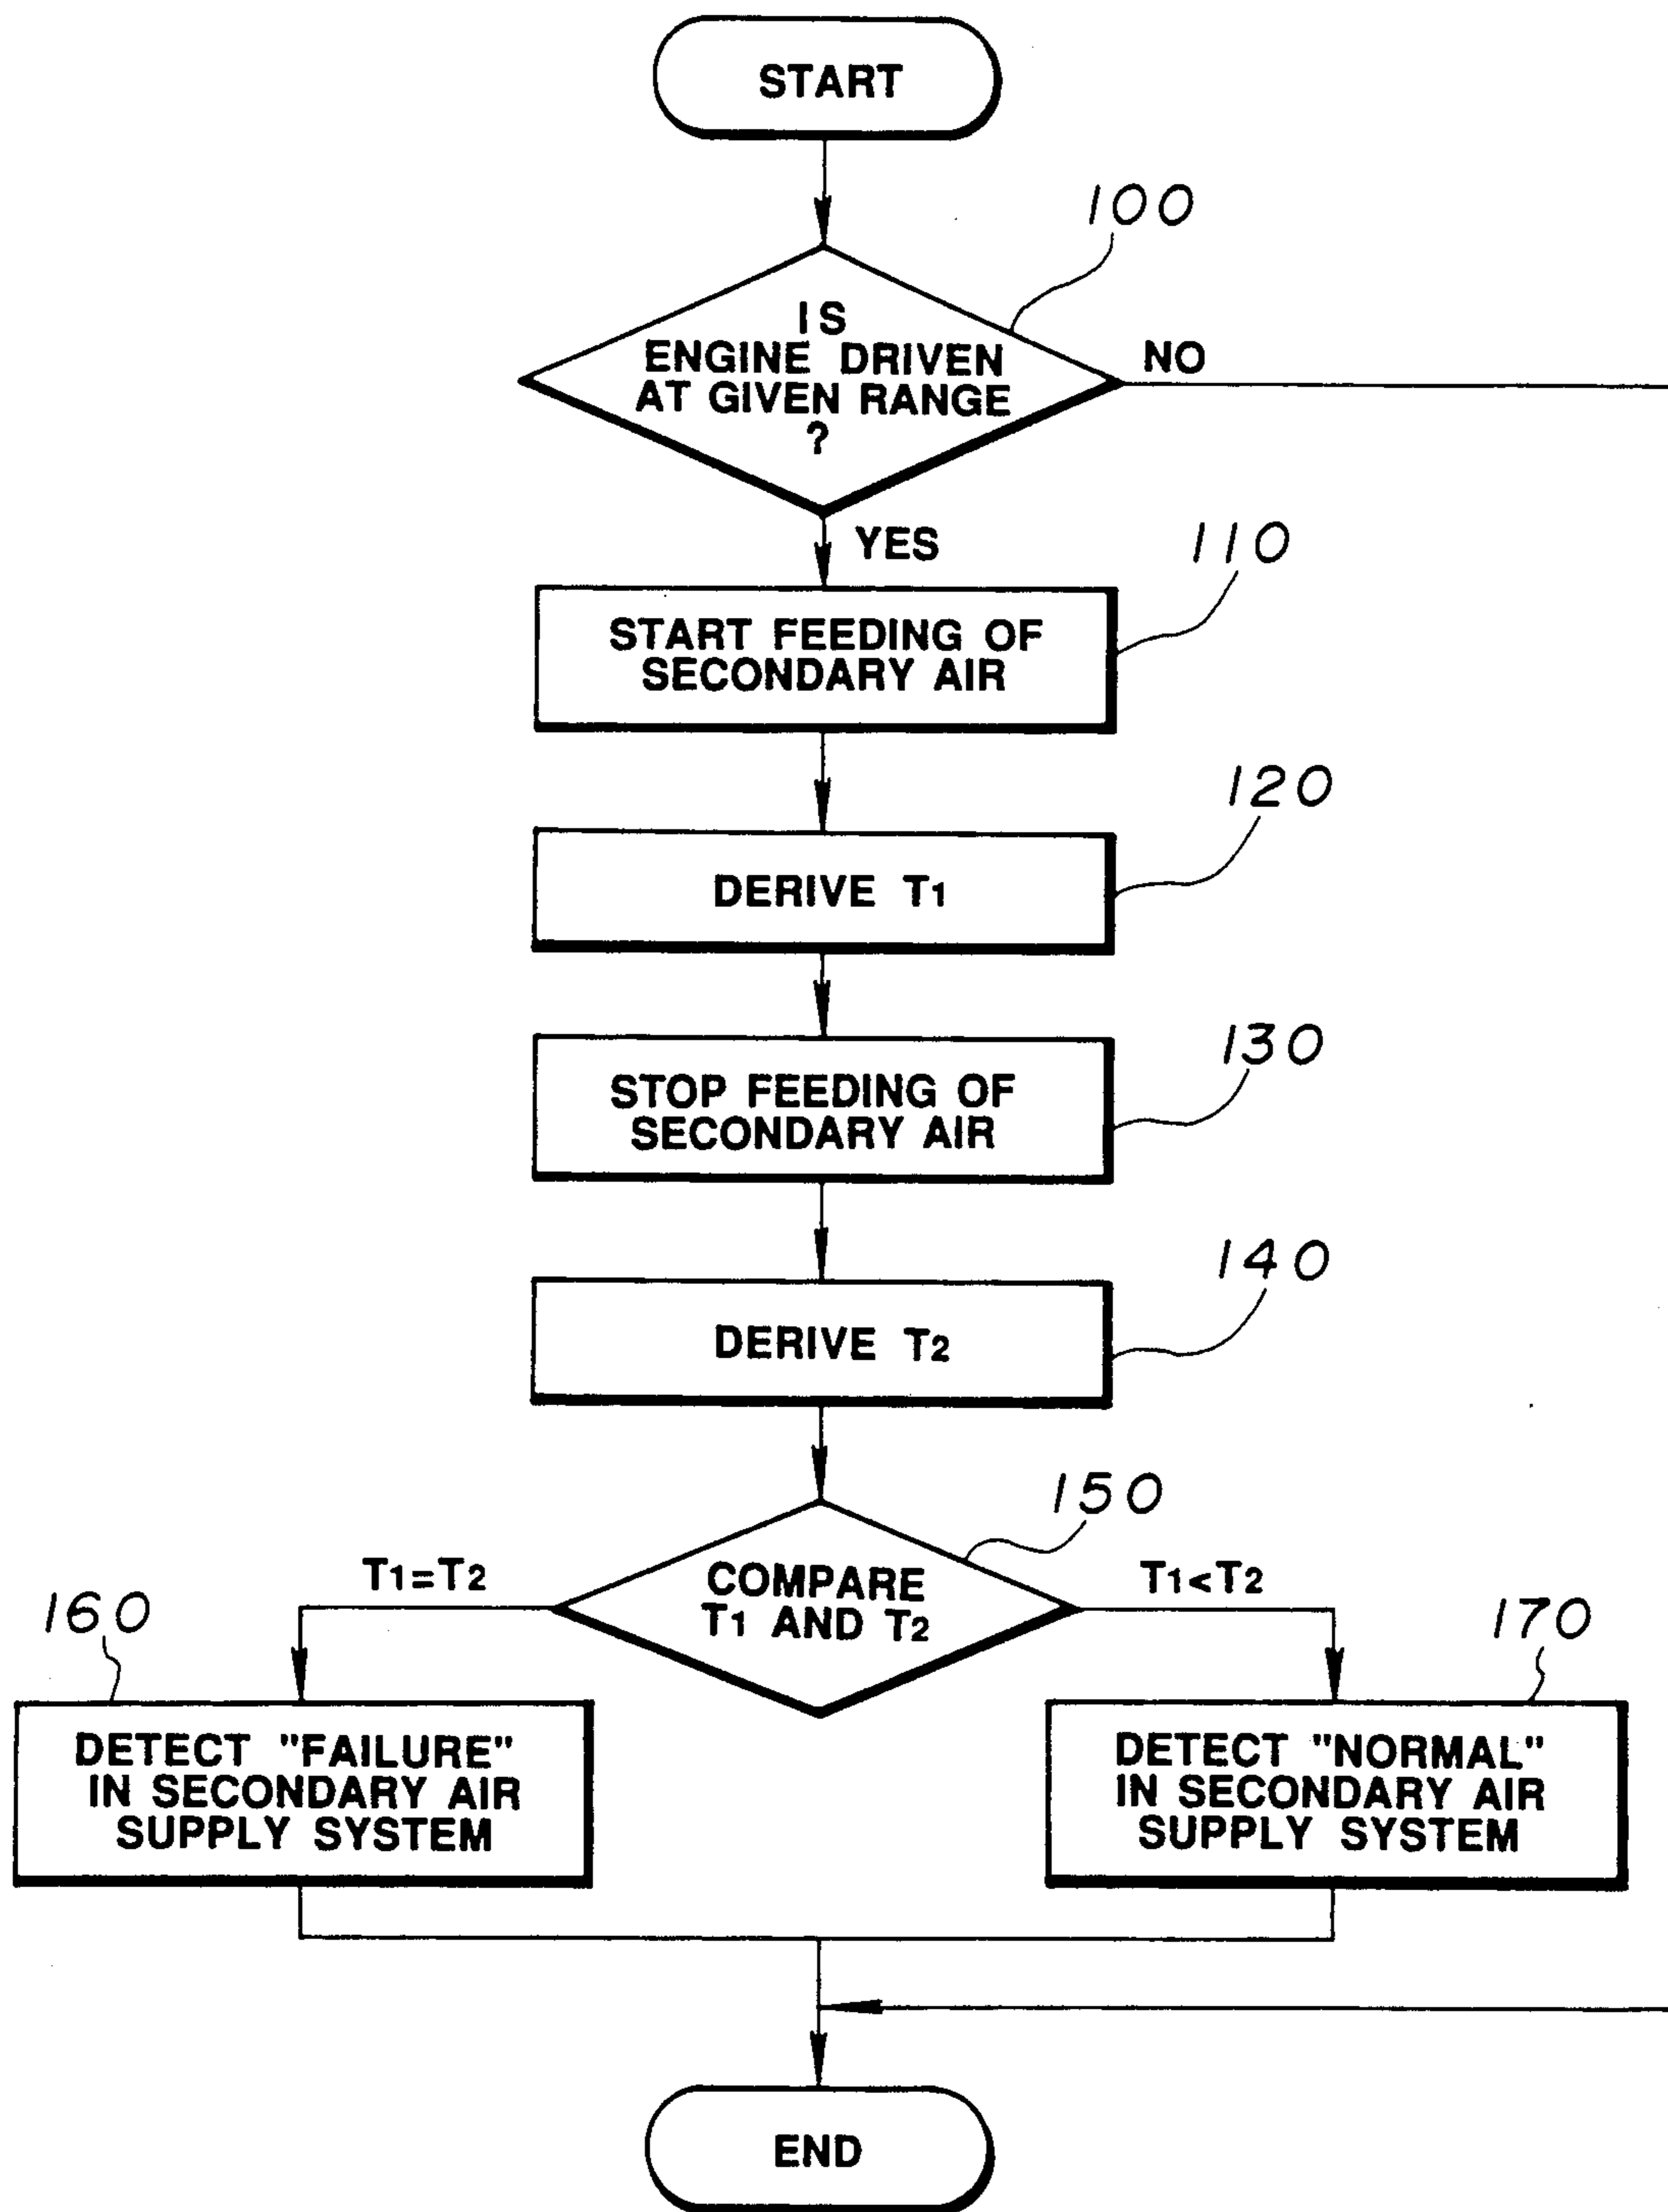 START
100
IS
ENGINE DRIVEN
AT GIVEN RANGE
?
NO
YES
110
START FEEDING OF
SECONDARY AIR
120
DERIVE T1
130
STOP FEEDING OF
SECONDARY AIR
140
DERIVE T2
150
COMPARE
T1 AND T2
T1=T2
T1<T2
160
DETECT "FAILURE"
IN SECONDARY AIR
SUPPLY SYSTEM
170
DETECT "NORMAL"
IN SECONDARY AIR
SUPPLY SYSTEM
END